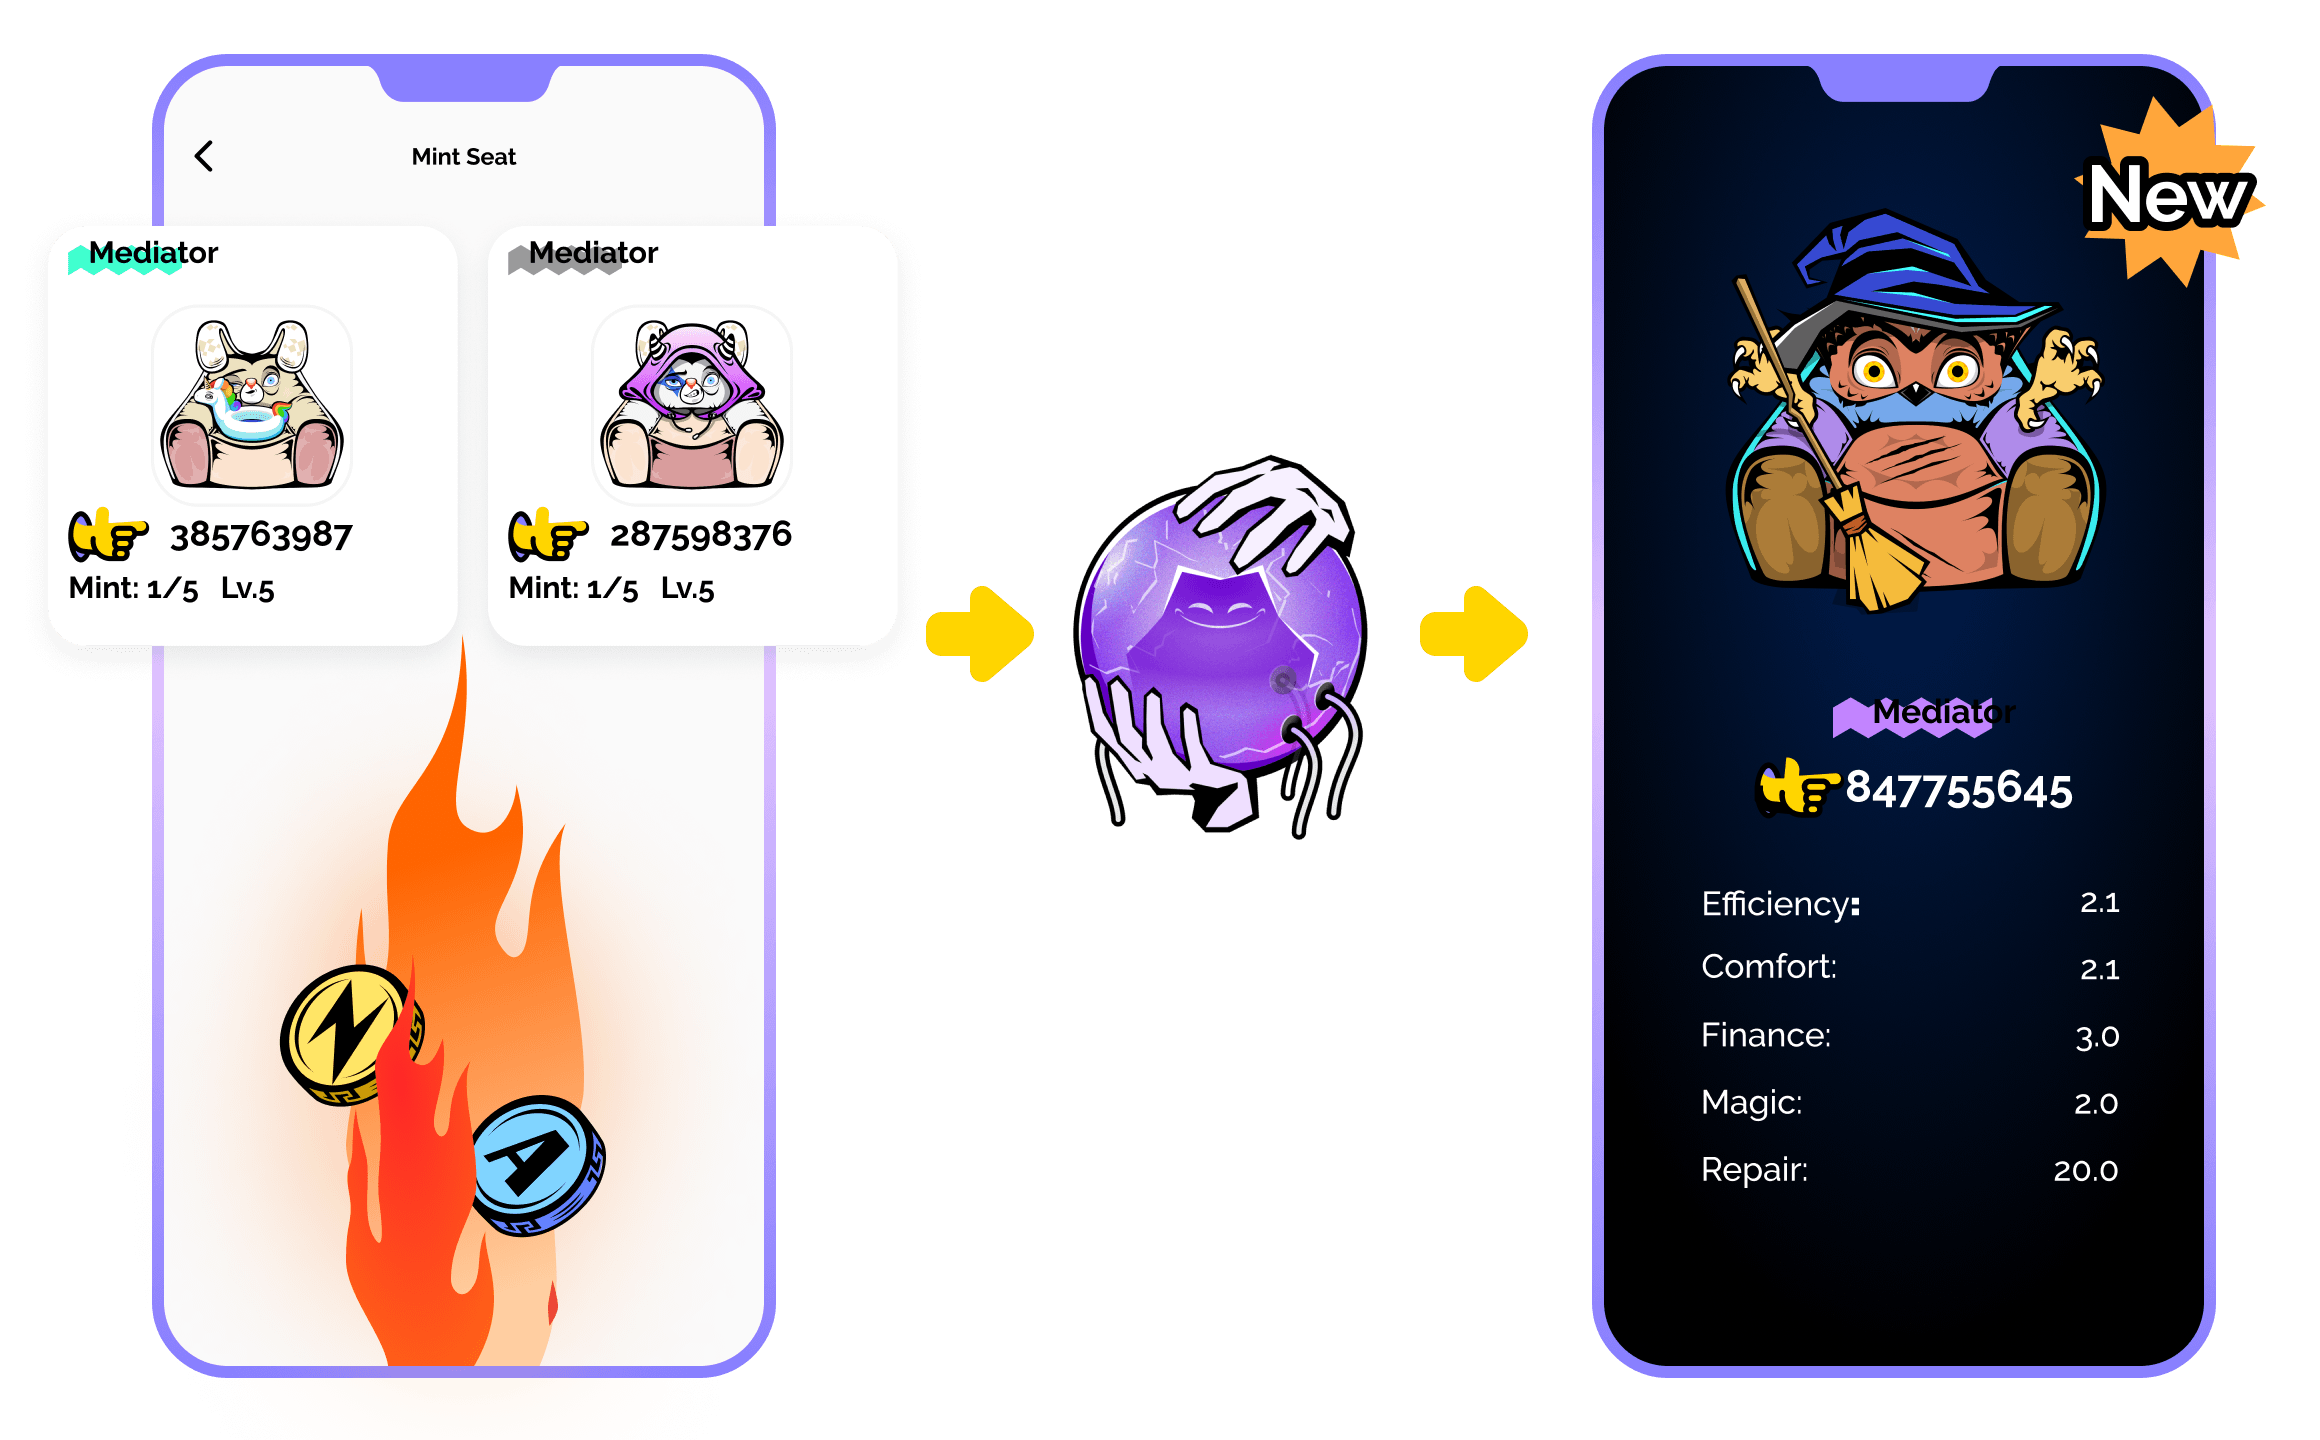 Mint Seat
Mediator
385763987
Mint: 1/5 Lv.5
Mediator
287598376
Mint: 1/5 Lv.5
A
New
Mediator
847755645
Efficiency: 2.1
Comfort: 2.1
Finance: 3.0
Magic: 2.0
Repair: 20.0